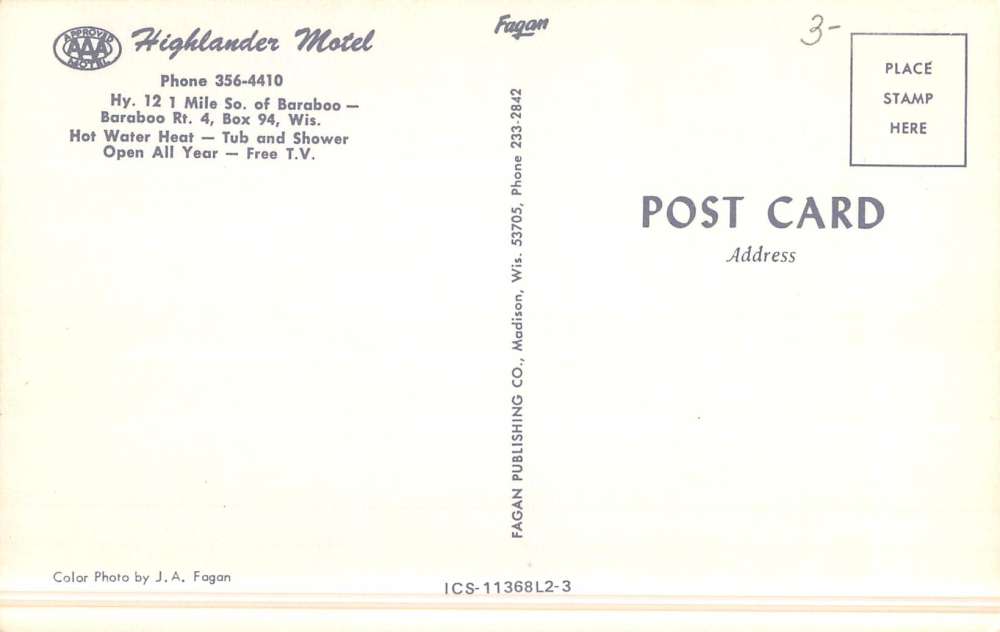 APPROVED
AAA
MOTEL
Highlander Motel
Phone 356-4410
Hy. 12 1 Mile So. of Baraboo —
Baraboo Rt. 4, Box 94, Wis.
Hot Water Heat — Tub and Shower
Open All Year — Free T.V.
Color Photo by J. A. Fagan
Fagan
FAGAN PUBLISHING CO., Madison, Wis. 53705, Phone 233-2842
ICS-11368L2-3
3-
PLACE
STAMP
HERE
POST CARD
Address